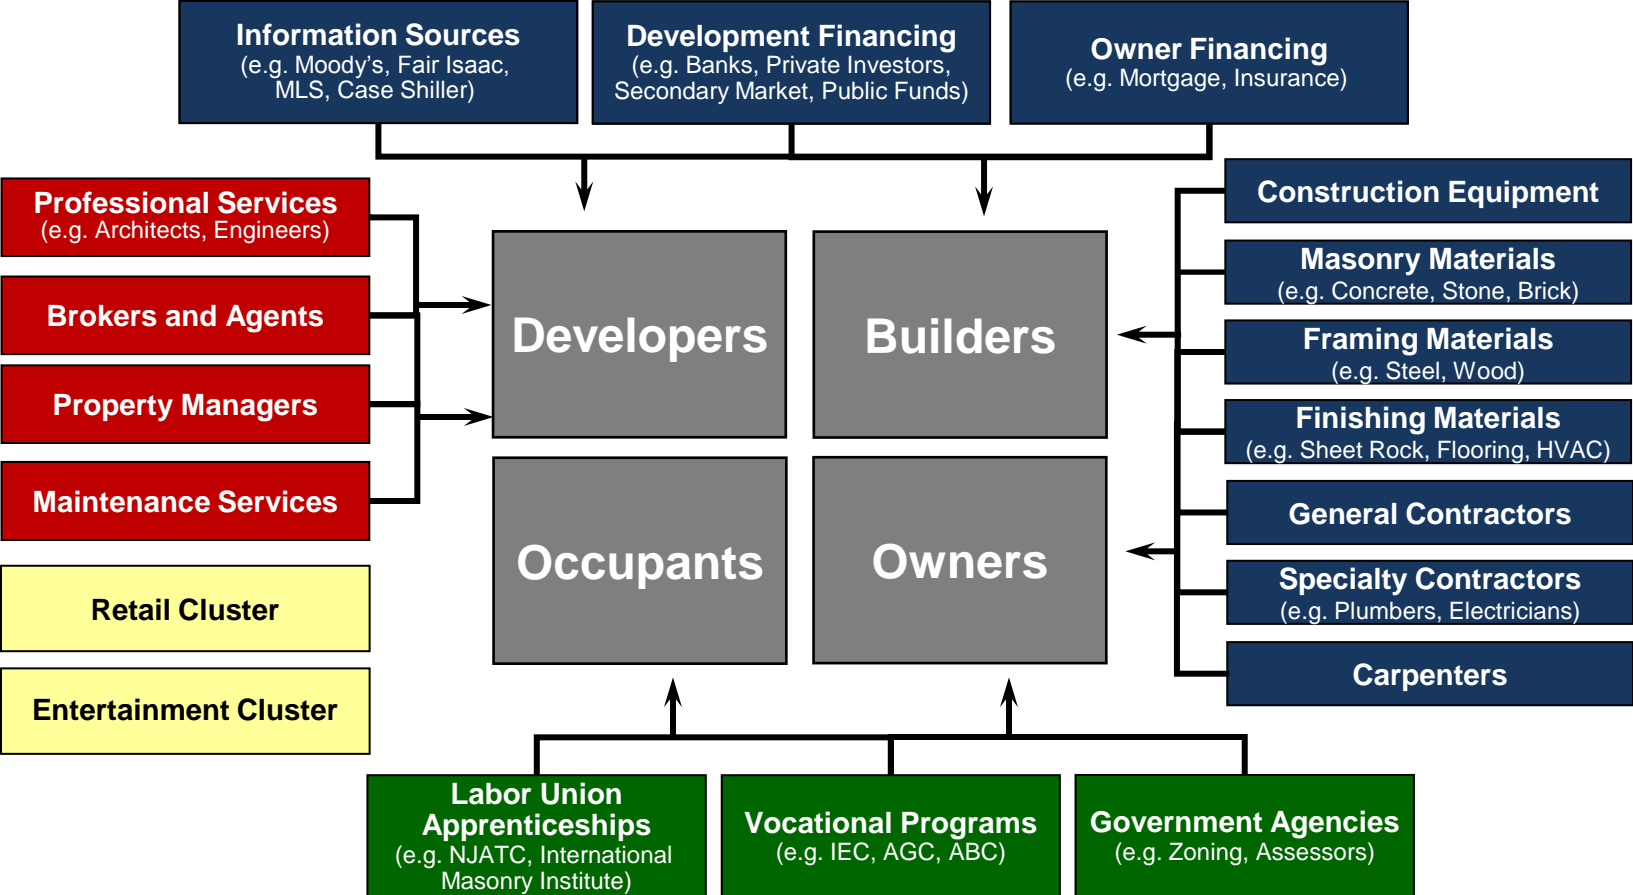 Information Sources
(e.g. Moody's, Fair Isaac,
MLS, Case Shiller)
Development Financing
(e.g. Banks, Private Investors,
Secondary Market, Public Funds)
Owner Financing
(e.g. Mortgage, Insurance)
Professional Services
(e.g. Architects, Engineers)
Brokers and Agents
Property Managers
Maintenance Services
Retail Cluster
Entertainment Cluster
Developers
Builders
Occupants
Owners
Construction Equipment
Masonry Materials
(e.g. Concrete, Stone, Brick)
Framing Materials
(e.g. Steel, Wood)
Finishing Materials
(e.g. Sheet Rock, Flooring, HVAC)
General Contractors
Specialty Contractors
(e.g. Plumbers, Electricians)
Carpenters
Labor Union
Apprenticeships
(e.g. NJATC, International
Masonry Institute)
Vocational Programs
(e.g. IEC, AGC, ABC)
Government Agencies
(e.g. Zoning, Assessors)